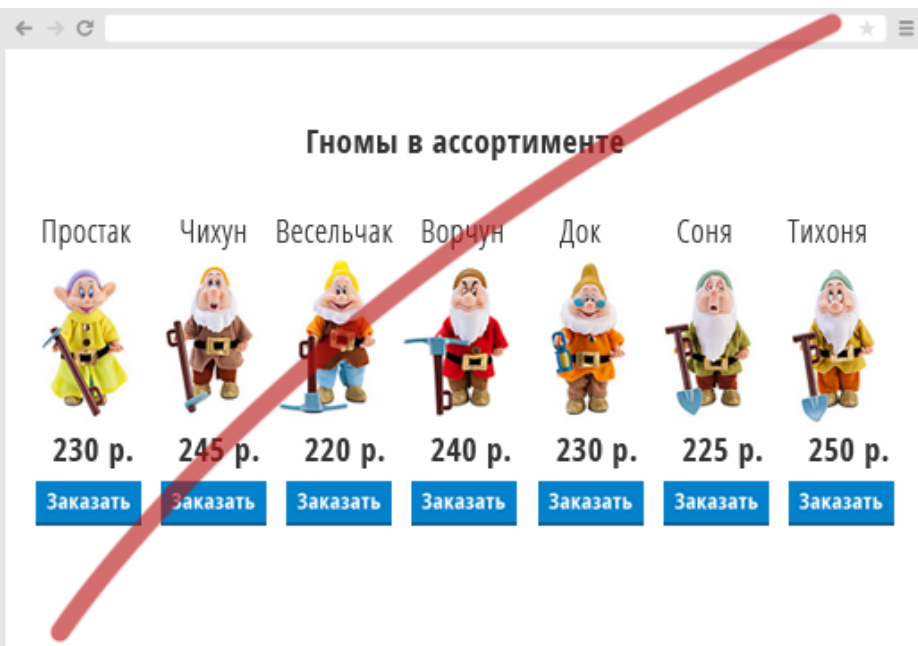 Гномы в ассортименте
Простак Чихун Весельчак Ворчун Док Соня Тихоня
230 р. 245 р. 220 р. 240 р. 230 р. 225 р. 250 р.
Заказать Заказать Заказать Заказать Заказать Заказать Заказать